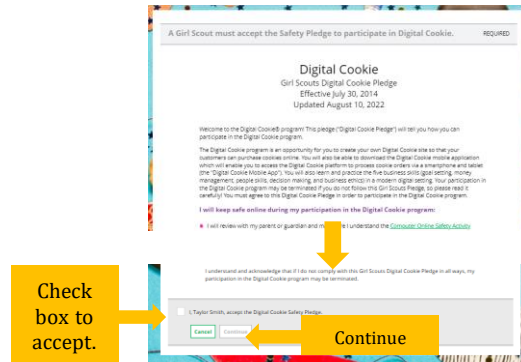 A Girl Scout must accept the Safety Pledge to participate in Digital Cookie. REQUIRED
Digital Cookie
Girl Scouts Digital Cookie Pledge
Effective July 30, 2014
Updated August 10, 2022
Welcome to the Digital Cookie® program! This pledge ("Digital Cookie Pledge") will tell you how you can
participate in the Digital Cookie program.
The Digital Cookie program is an opportunity for you to create your own Digital Cookie site so that your
customers can purchase cookies online. You will also be able to download the Digital Cookie mobile application
which will enable you to access the Digital Cookie platform to process cookie orders via a smartphone and tablet
(the "Digital Cookie Mobile App"). You will also learn and practice the five business skills (goal setting, money
management, people skills, decision making, and business ethics) in a modern digital setting. Your participation in
the Digital Cookie program may be terminated if you do not follow this Girl Scouts Pledge, so please read it
carefully! You must agree to this Digital Cookie Pledge in order to participate in the Digital Cookie program.
I will keep safe online during my participation in the Digital Cookie program:
I will review with my parent or guardian and I understand the Computer/Online Safety Activity
I understand and acknowledge that if I do not comply with this Girl Scouts Digital Cookie Pledge in all ways, my
participation in the Digital Cookie program may be terminated.
Check
box to
accept.
I, Taylor Smith, accept the Digital Cookie Safety Pledge.
Cancel Continue
Continue